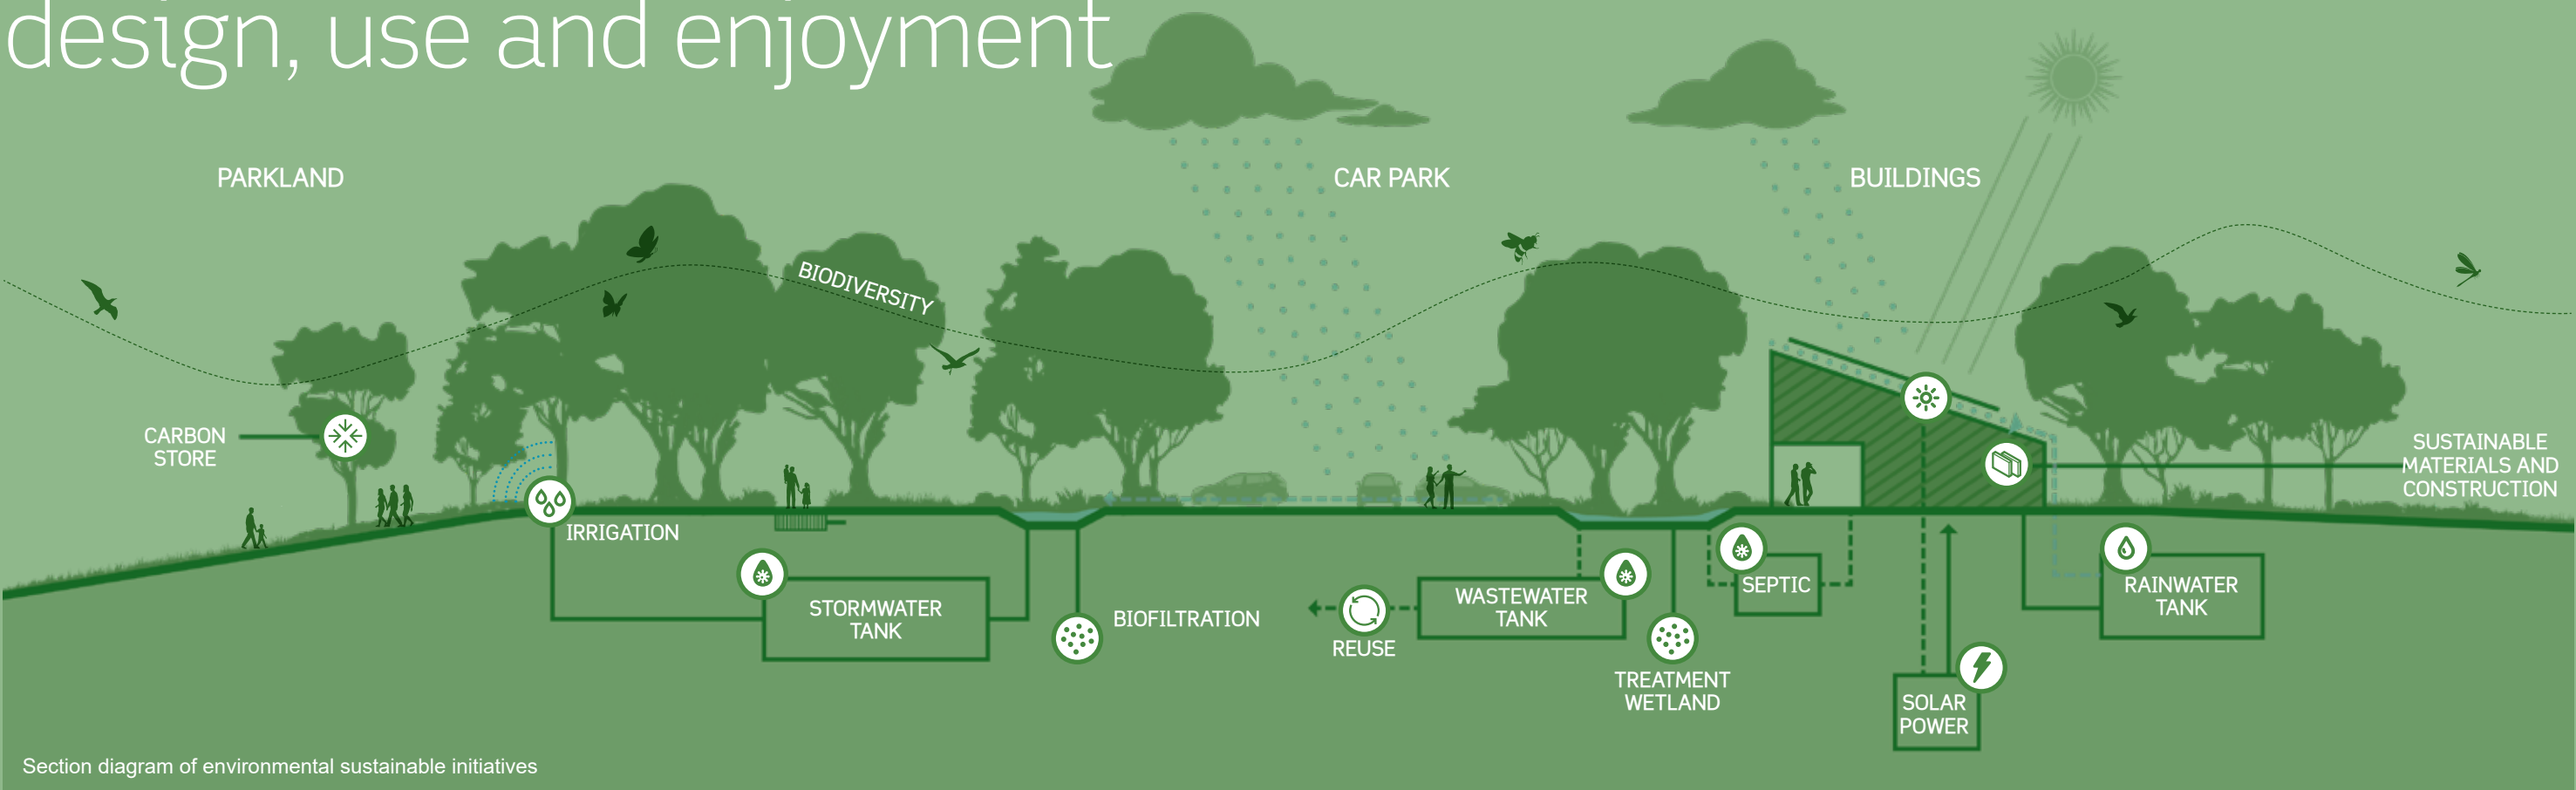 design, use and enjoyment
PARKLAND
CAR PARK
BUILDINGS
BIODIVERSITY
CARBON
STORE
SUSTAINABLE
MATERIALS AND
CONSTRUCTION
IRRIGATION
STORMWATER
TANK
BIOFILTRATION
REUSE
WASTEWATER
TANK
TREATMENT
WETLAND
SEPTIC
SOLAR
POWER
RAINWATER
TANK
Section diagram of environmental sustainable initiatives